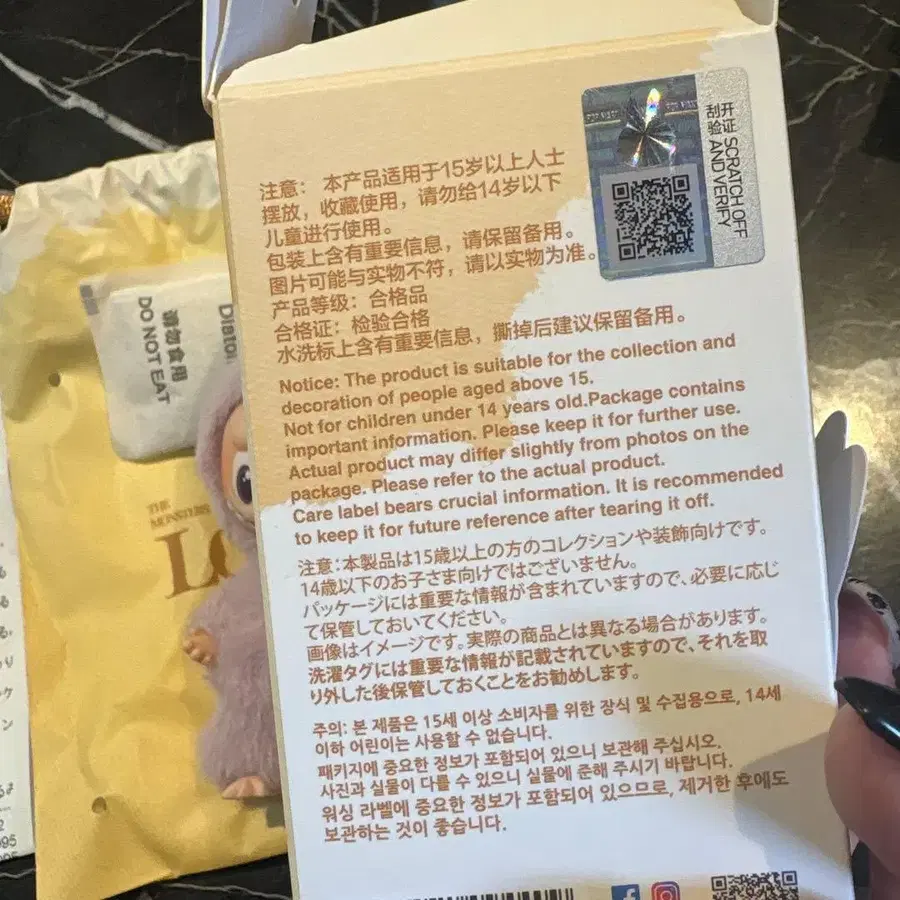 注意： 本产品适用于15岁以上人士
摆放，收藏使用，请勿给14岁以下
儿童进行使用。
包装上含有重要信息，请保留备用。
图片可能与实物不符，请以实物为准。
产品等级：合格品
合格证：检验合格
水洗标上含有重要信息，撕掉后建议保留备用。
Notice: The product is suitable for the collection and
decoration of people aged above 15.
Not for children under 14 years old.Package contains
important information. Please keep it for further use.
Actual product may differ slightly from photos on the
package. Please refer to the actual product.
Care label bears crucial information. It is recommended
to keep it for future reference after tearing it off.
注意：本製品は15歳以上の方のコレクションや装飾向けです。
14歳以下のお子さま向けではございません。
パッケージには重要な情報が含まれていますので、必要に応じ
て保管しておいてください。
画像はイメージです。実際の商品とは異なる場合があります。
洗濯タグには重要な情報が記載されていますので、それを取
り外した後保管しておくことをお勧めします。
주의: 본 제품은 15세 이상 소비자를 위한 장식 및 수집용으로, 14세
이하 어린이는 사용할 수 없습니다.
패키지에 중요한 정보가 포함되어 있으니 보관해 주십시오.
사진과 실물이 다를 수 있으니 실물에 준해 주시기 바랍니다.
워싱 라벨에 중요한 정보가 포함되어 있으므로, 제거한 후에도
보관하는 것이 좋습니다.
刮开 SCRATCH OFF
验证 AND VERIFY
请勿食用
DO NOT EAT
THE
MONSTERS